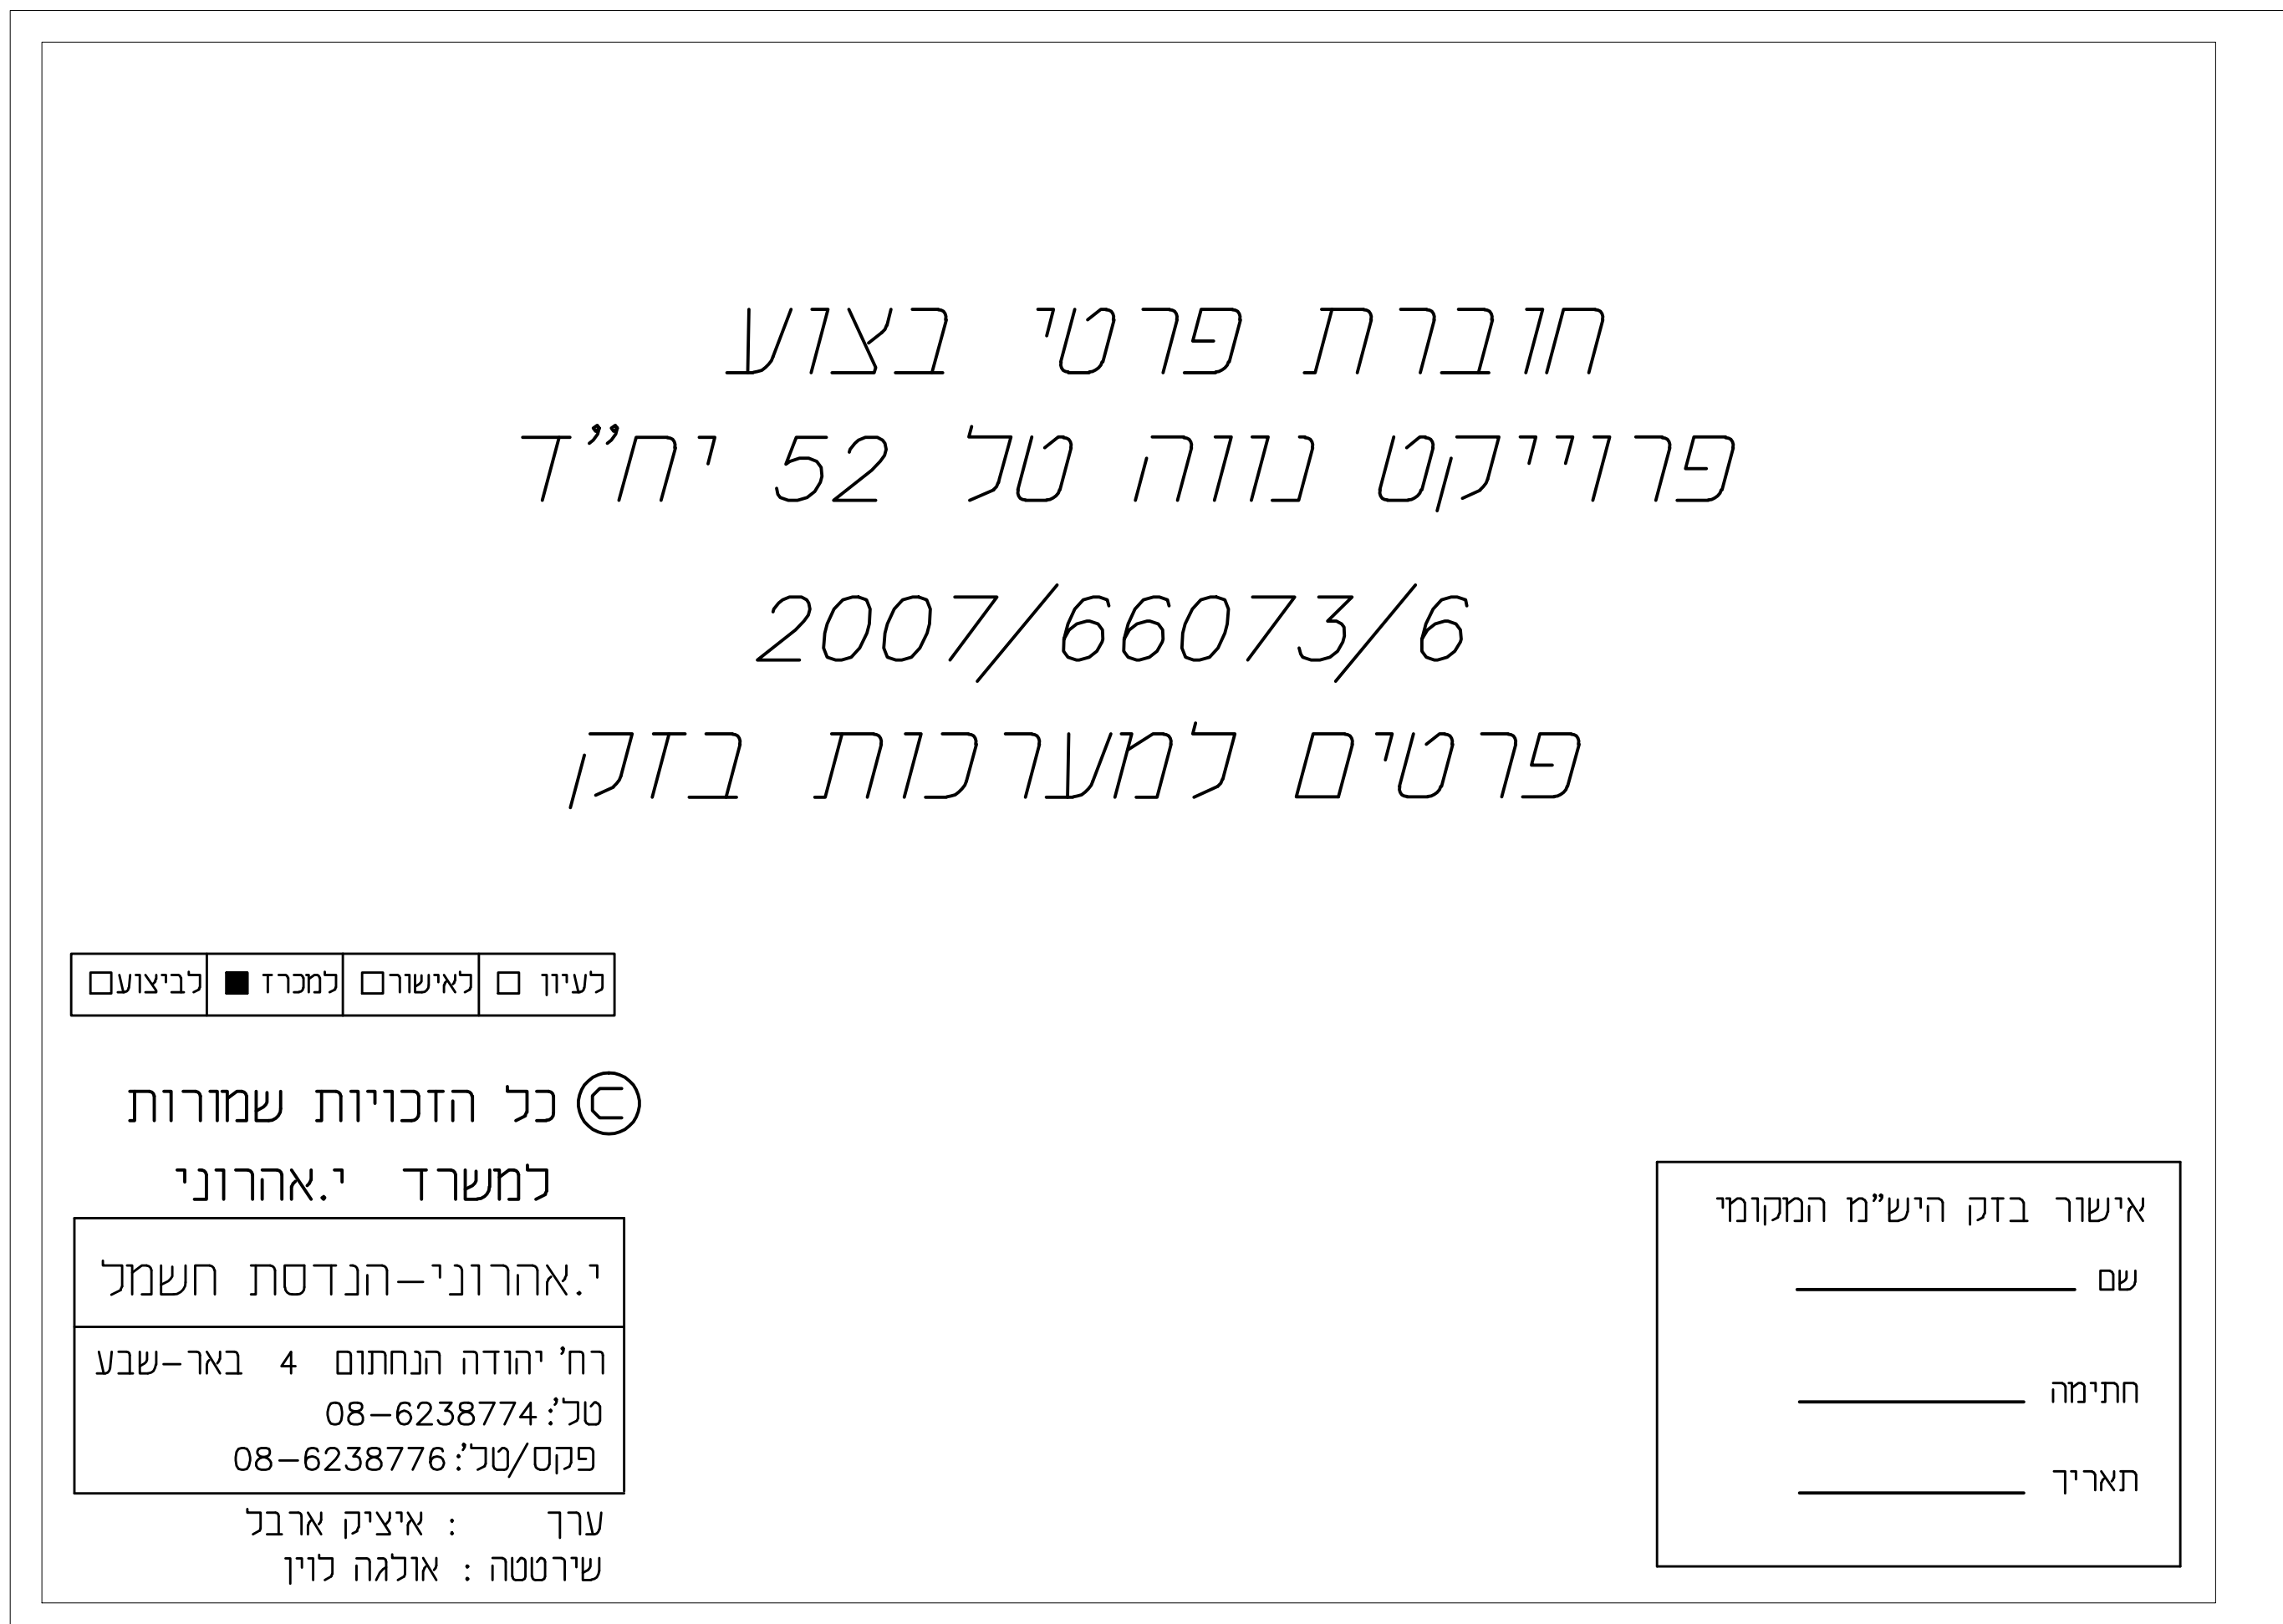 חוברת פרטי בצוע
פרוייקט נווה טל 52 יח"ד
2007/66073/6
פרטים למערכות בזק
לעיון □ לאישור □ למכרז ■ לביצוע □
© כל הזכויות שמורות
למשרד י.אהרוני
י.אהרוני-הנדסת חשמל
רח' יהודה הנחתום 4 באר-שבע
טל': 08-6238774
פקס/טל': 08-6238776
ערך : איציק ארבל
שירטטה : אולגה לוין
אישור בזק היש"מ המקומי
שם
חתימה
תאריך